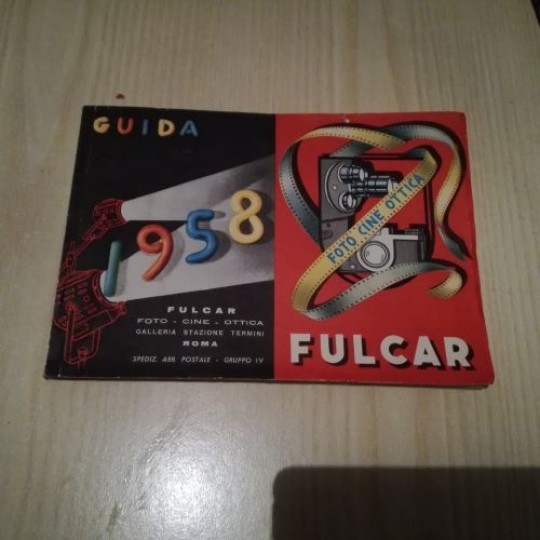 GUIDA
1958
FULCAR
FOTO - CINE - OTTICA
GALLERIA STAZIONE TERMINI
ROMA
SPEDIZ. ABB. POSTALE - GRUPPO IV
FOTO CINE OTTICA
FULCAR